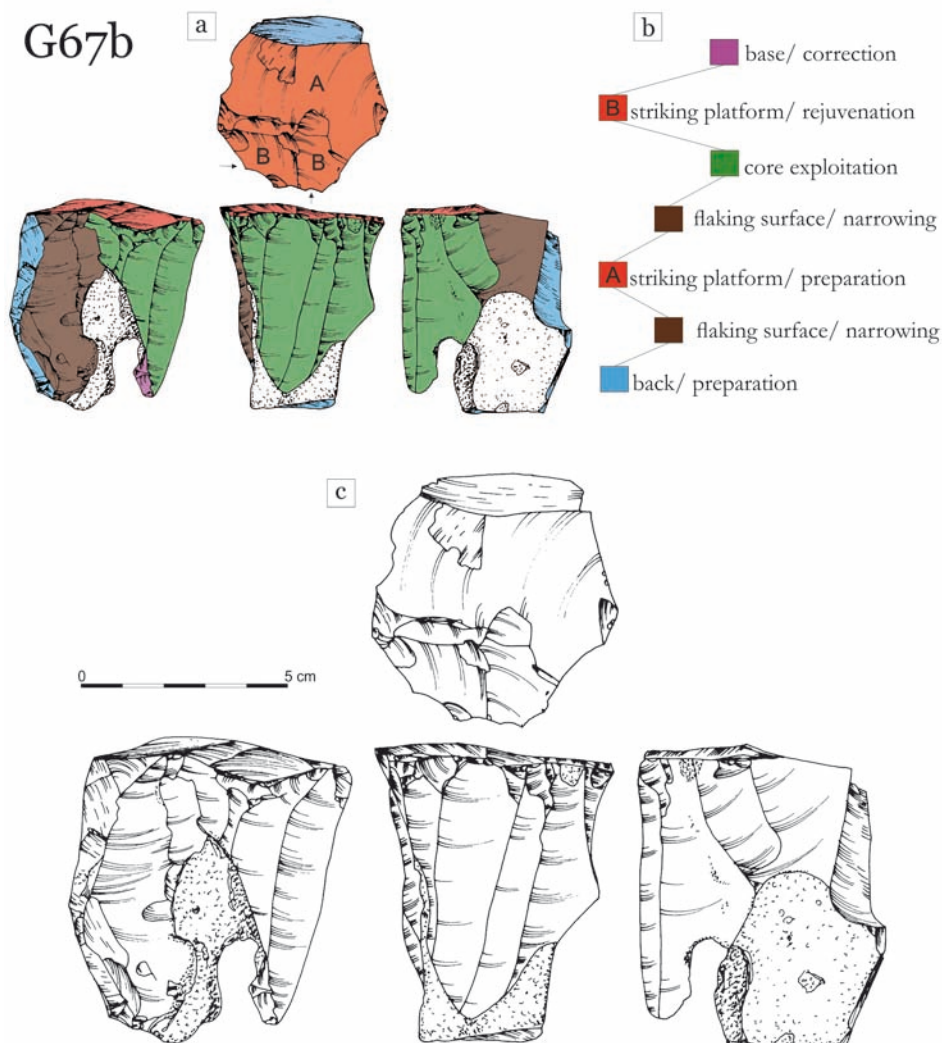 G67b
a
A
B B
b
base/ correction
B striking platform/ rejuvenation
core exploitation
flaking surface/ narrowing
A striking platform/ preparation
flaking surface/ narrowing
back/ preparation
c
0 5 cm